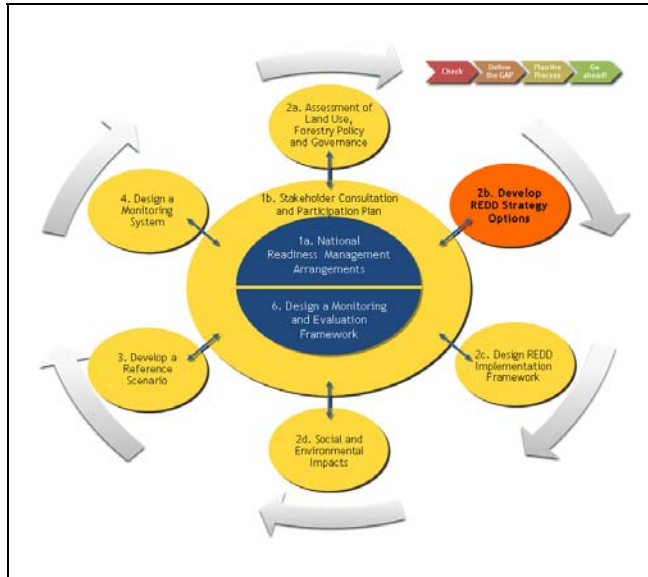 Check
Define
the GAP
Plan the
Process
Go
ahead!
2a. Assessment of
Land Use,
Forestry Policy
and Governance
4. Design a
Monitoring
System
1b. Stakeholder Consultation
and Participation Plan
2b. Develop
REDD Strategy
Options
1a. National
Readiness Management
Arrangements
6. Design a Monitoring
and Evaluation
Framework
3. Develop a
Reference
Scenario
2c. Design REDD
Implementation
Framework
2d. Social and
Environmental
Impacts